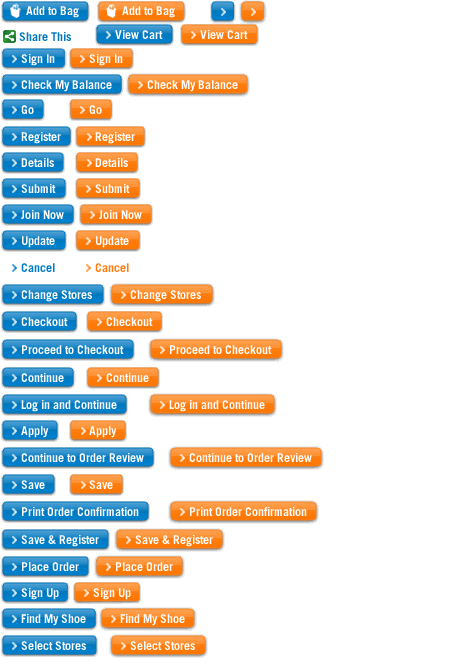 Add to Bag Add to Bag
Share This View Cart View Cart
Sign In Sign In
Check My Balance Check My Balance
Go Go
Register Register
Details Details
Submit Submit
Join Now Join Now
Update Update
Cancel Cancel
Change Stores Change Stores
Checkout Checkout
Proceed to Checkout Proceed to Checkout
Continue Continue
Log in and Continue Log in and Continue
Apply Apply
Continue to Order Review Continue to Order Review
Save Save
Print Order Confirmation Print Order Confirmation
Save & Register Save & Register
Place Order Place Order
Sign Up Sign Up
Find My Shoe Find My Shoe
Select Stores Select Stores